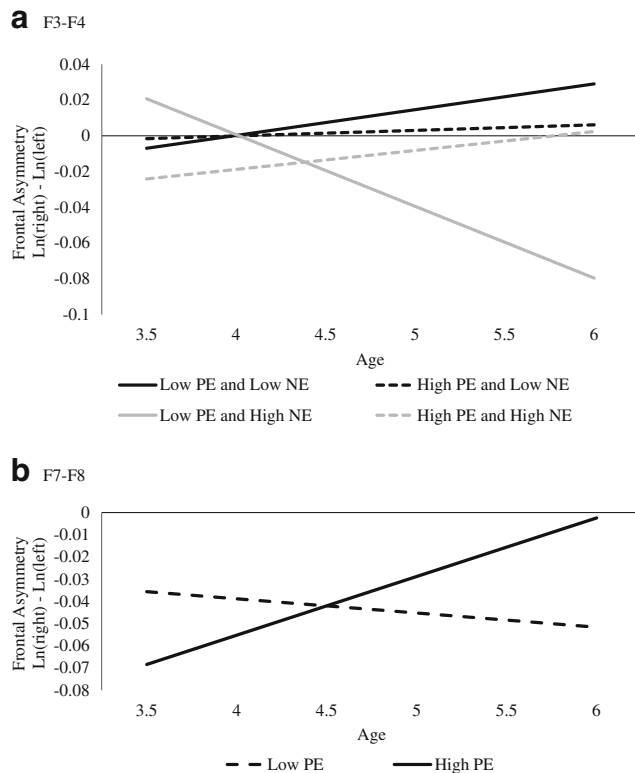 a F3-F4
0.04
0.02
0
-0.02
-0.04
-0.06
-0.08
-0.1
Frontal Asymmetry
Ln(right) - Ln(left)
3.5 4 4.5 5 5.5 6
Age
Low PE and Low NE High PE and Low NE
Low PE and High NE High PE and High NE
b F7-F8
0
-0.01
-0.02
-0.03
-0.04
-0.05
-0.06
-0.07
-0.08
Frontal Asymmetry
Ln(right) - Ln(left)
3.5 4 4.5 5 5.5 6
Age
Low PE High PE